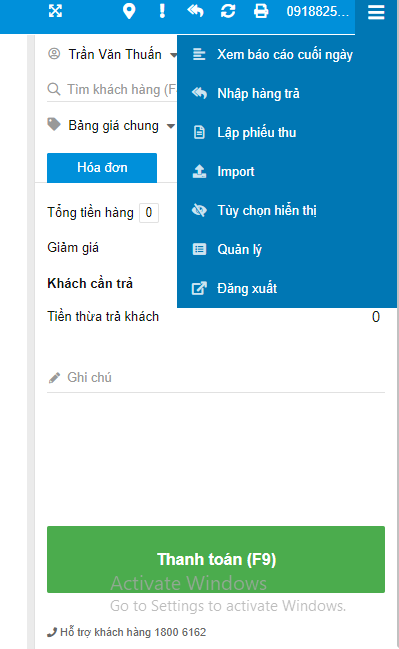 0918825...
Trần Văn Thuấn
Xem báo cáo cuối ngày
Tìm khách hàng (F
Nhập hàng trả
Bảng giá chung
Lập phiếu thu
Hóa đơn
Import
Tổng tiền hàng 0
Tùy chọn hiển thị
Giảm giá
Quản lý
Khách cần trả
Đăng xuất
Tiền thừa trả khách 0
Ghi chú
Thanh toán (F9)
Activate Windows
Go to Settings to activate Windows.
Hỗ trợ khách hàng 1800 6162